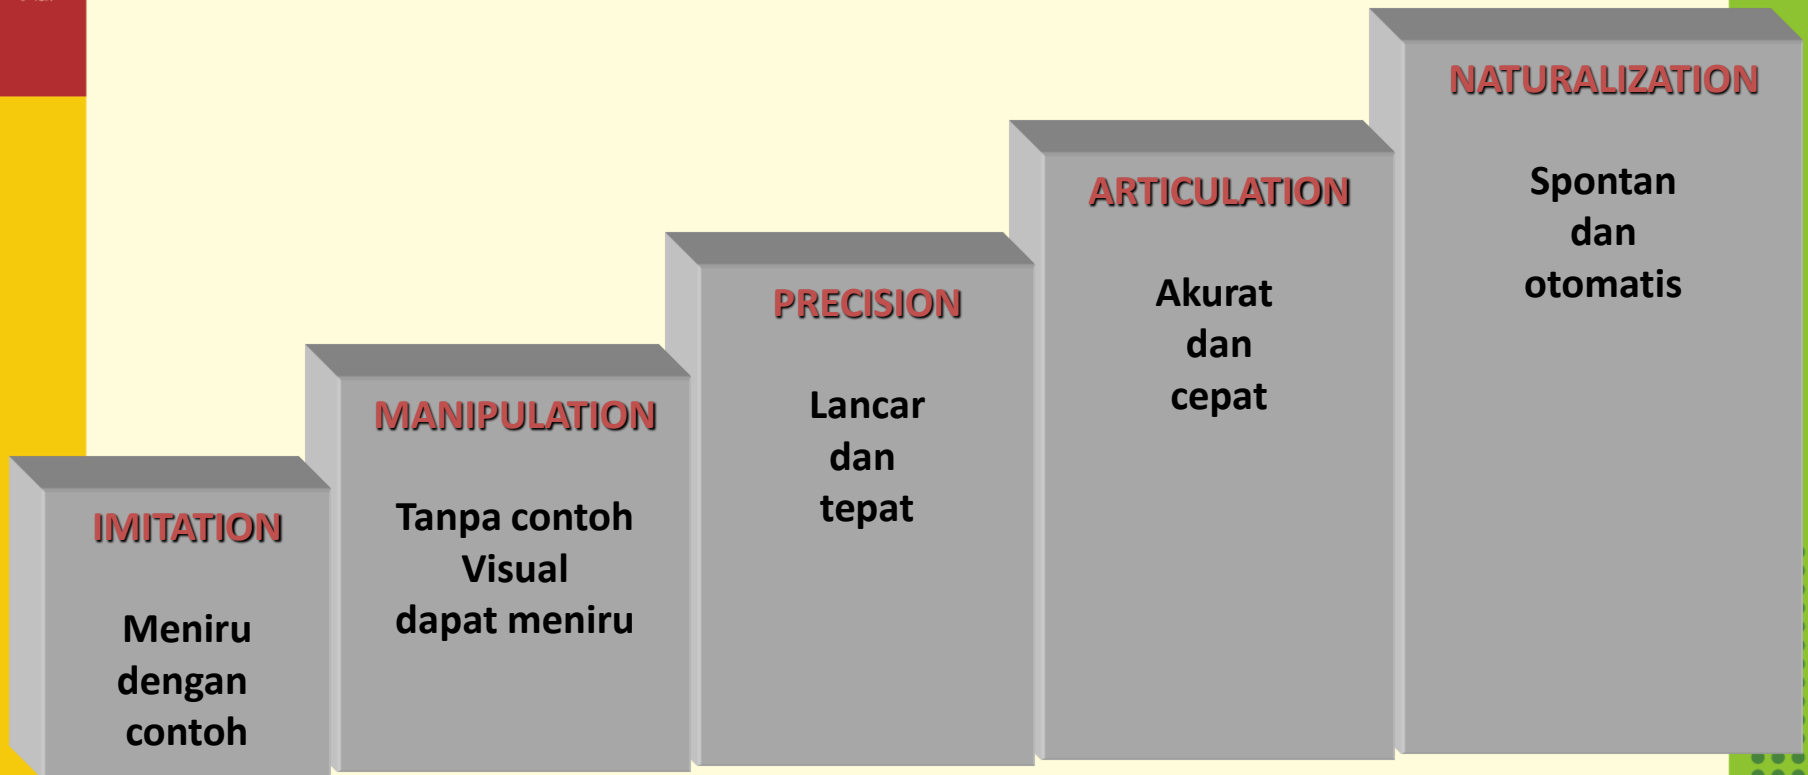 IMITATION
Meniru
dengan
contoh
MANIPULATION
Tanpa contoh
Visual
dapat meniru
PRECISION
Lancar
dan
tepat
ARTICULATION
Akurat
dan
cepat
NATURALIZATION
Spontan
dan
otomatis